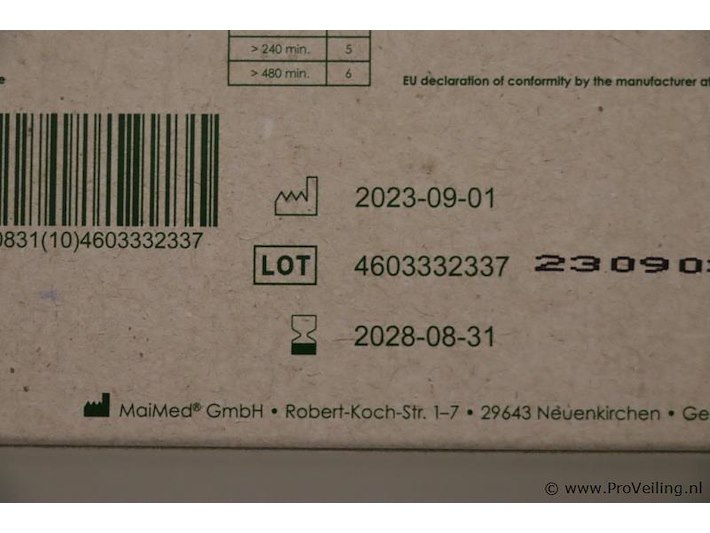 > 240 min. 5
> 480 min. 6
EU declaration of conformity by the manufacturer
2023-09-01
0831(10)4603332337
LOT 4603332337 23090
2028-08-31
MaiMed® GmbH • Robert-Koch-Str. 1–7 • 29643 Neuenkirchen • Ge
© www.ProVeiling.nl